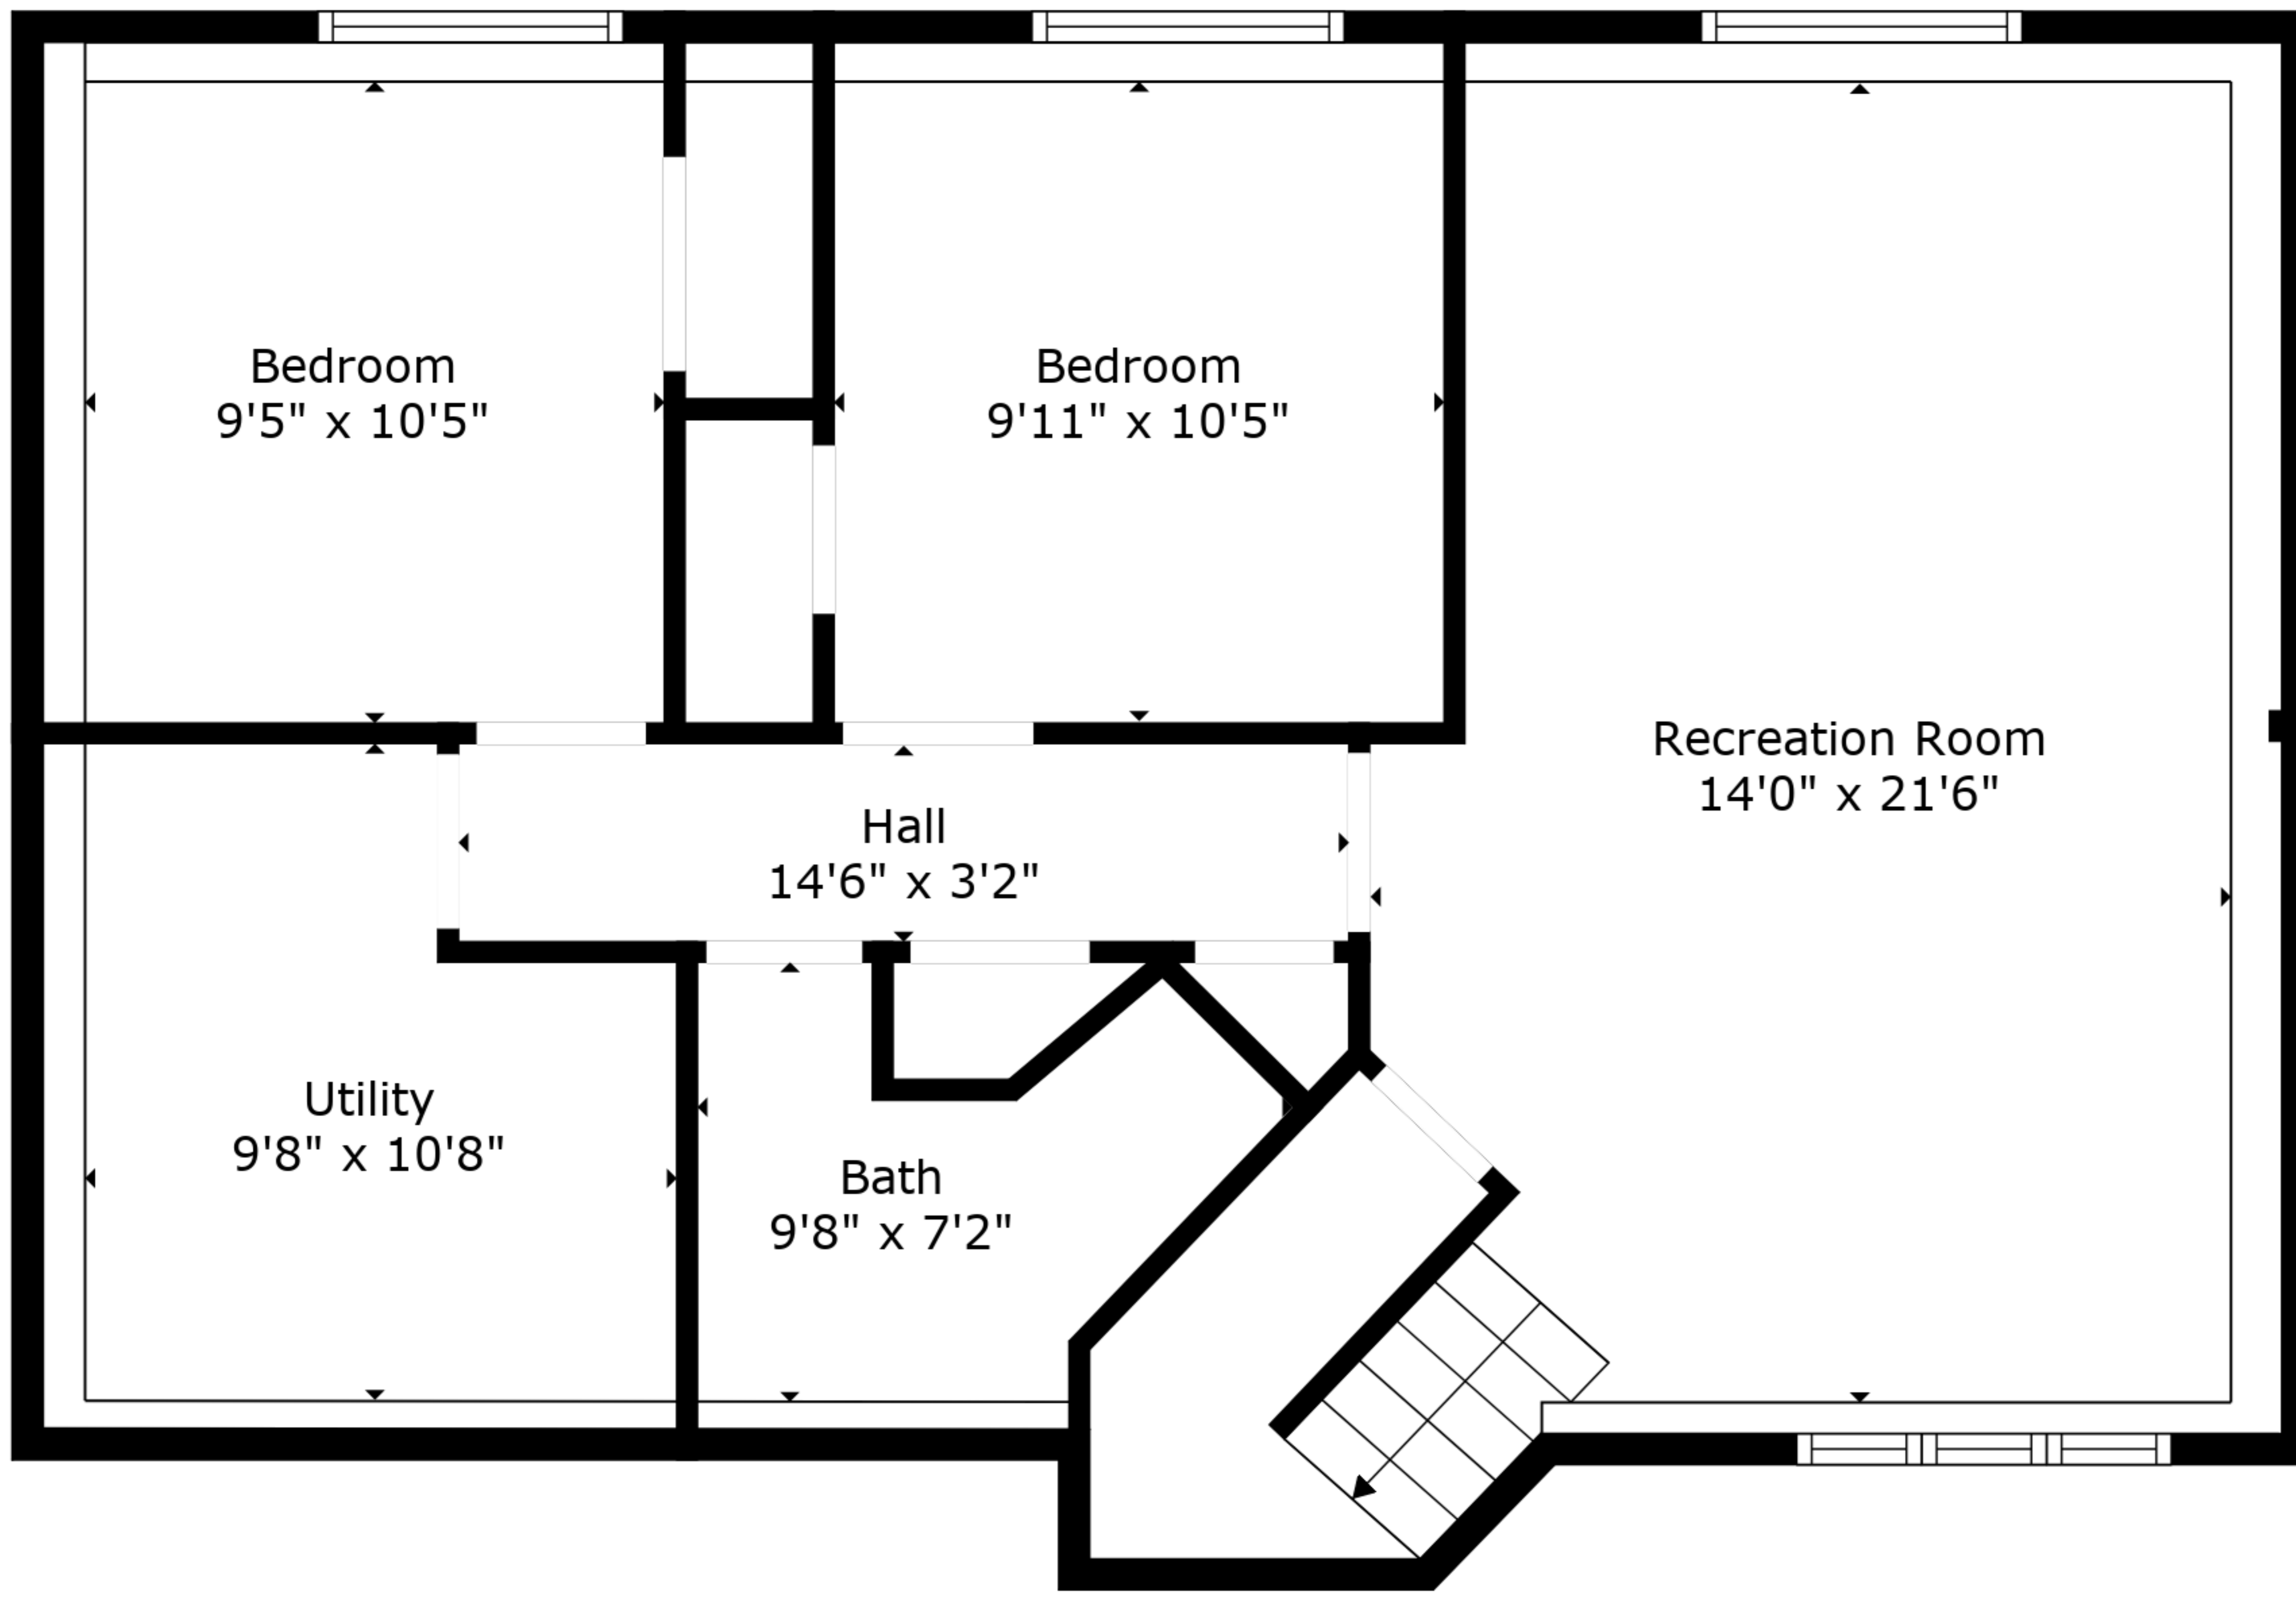 Bedroom
9'5" x 10'5"
Bedroom
9'11" x 10'5"
Recreation Room
14'0" x 21'6"
Hall
14'6" x 3'2"
Utility
9'8" x 10'8"
Bath
9'8" x 7'2"